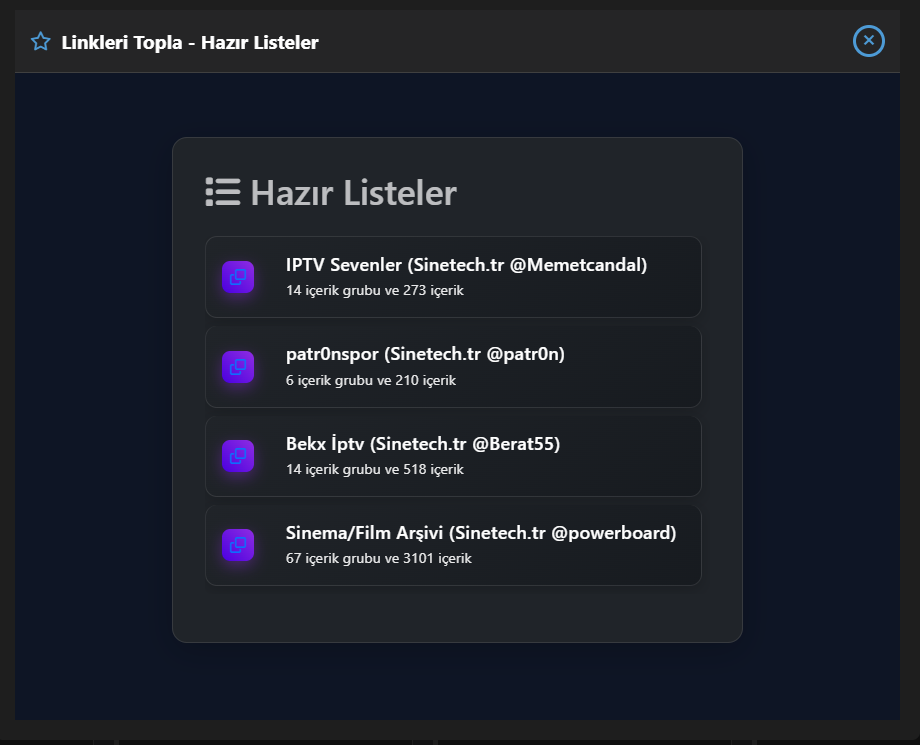 Linkleri Topla - Hazır Listeler
Hazır Listeler
IPTV Sevenler (Sinetech.tr @Memetcandal)
14 içerik grubu ve 273 içerik
patr0nspor (Sinetech.tr @patr0n)
6 içerik grubu ve 210 içerik
Bekx İptv (Sinetech.tr @Berat55)
14 içerik grubu ve 518 içerik
Sinema/Film Arşivi (Sinetech.tr @powerboard)
67 içerik grubu ve 3101 içerik